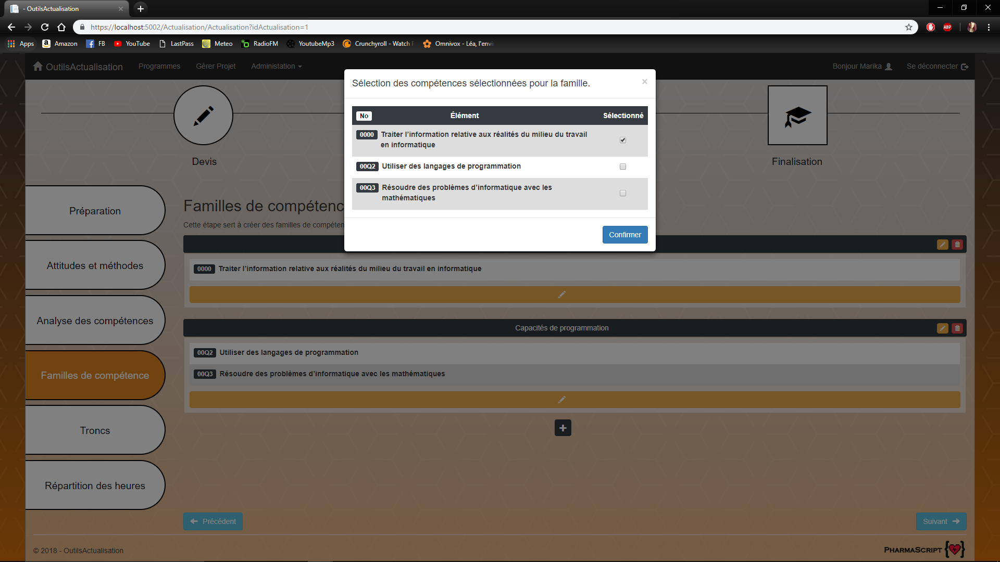 - OutilsActualisation
https://localhost:5002/Actualisation/Actualisation?idActualisation=1
ABP
Apps
Amazon
FB
YouTube
LastPass
Meteo
RadioFM
YoutubeMp3
Crunchyroll - Watch
Omnivox - Léa, l'envi
OutilsActualisation
Programmes
Gérer Projet
Administation
Bonjour Marika
Se déconnecter
Sélection des compétences sélectionnées pour la famille.
×
No Élément Sélectionné
0000 Traiter l’information relative aux réalités du milieu du travail
en informatique
00Q2 Utiliser des langages de programmation
00Q3 Résoudre des problèmes d’informatique avec les
mathématiques
Confirmer
Devis
Finalisation
Préparation
Attitudes et méthodes
Analyse des compétences
Familles de compétence
Troncs
Répartition des heures
Familles de compétenc
Cette étape sert à créer des familles de compéten
0000 Traiter l’information relative aux réalités du milieu du travail en informatique
Capacités de programmation
00Q2 Utiliser des langages de programmation
00Q3 Résoudre des problèmes d’informatique avec les mathématiques
Précédent
Suivant
© 2018 - OutilsActualisation
PharmaScript